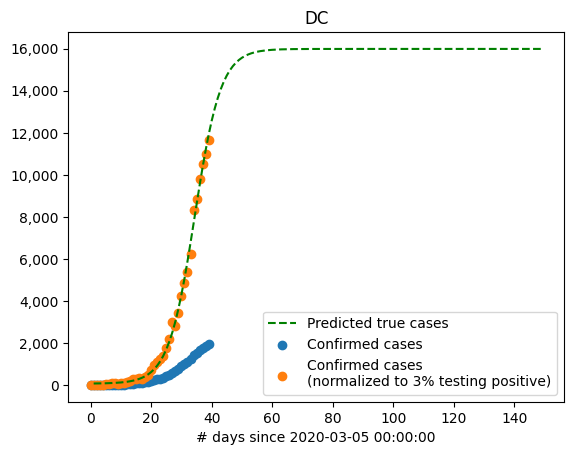 DC
16,000
14,000
12,000
10,000
8,000
6,000
4,000
2,000
0
Predicted true cases
Confirmed cases
Confirmed cases
(normalized to 3% testing positive)
0 20 40 60 80 100 120 140
# days since 2020-03-05 00:00:00